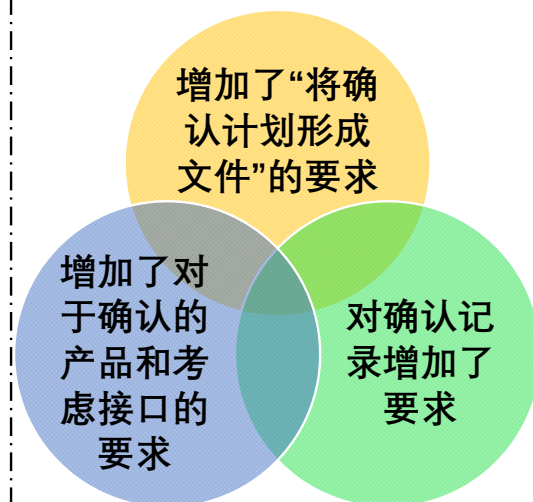 增加了“将确
认计划形成
文件”的要求
增加了对
于确认的
产品和考
虑接口的
要求
对确认记
录增加了
要求